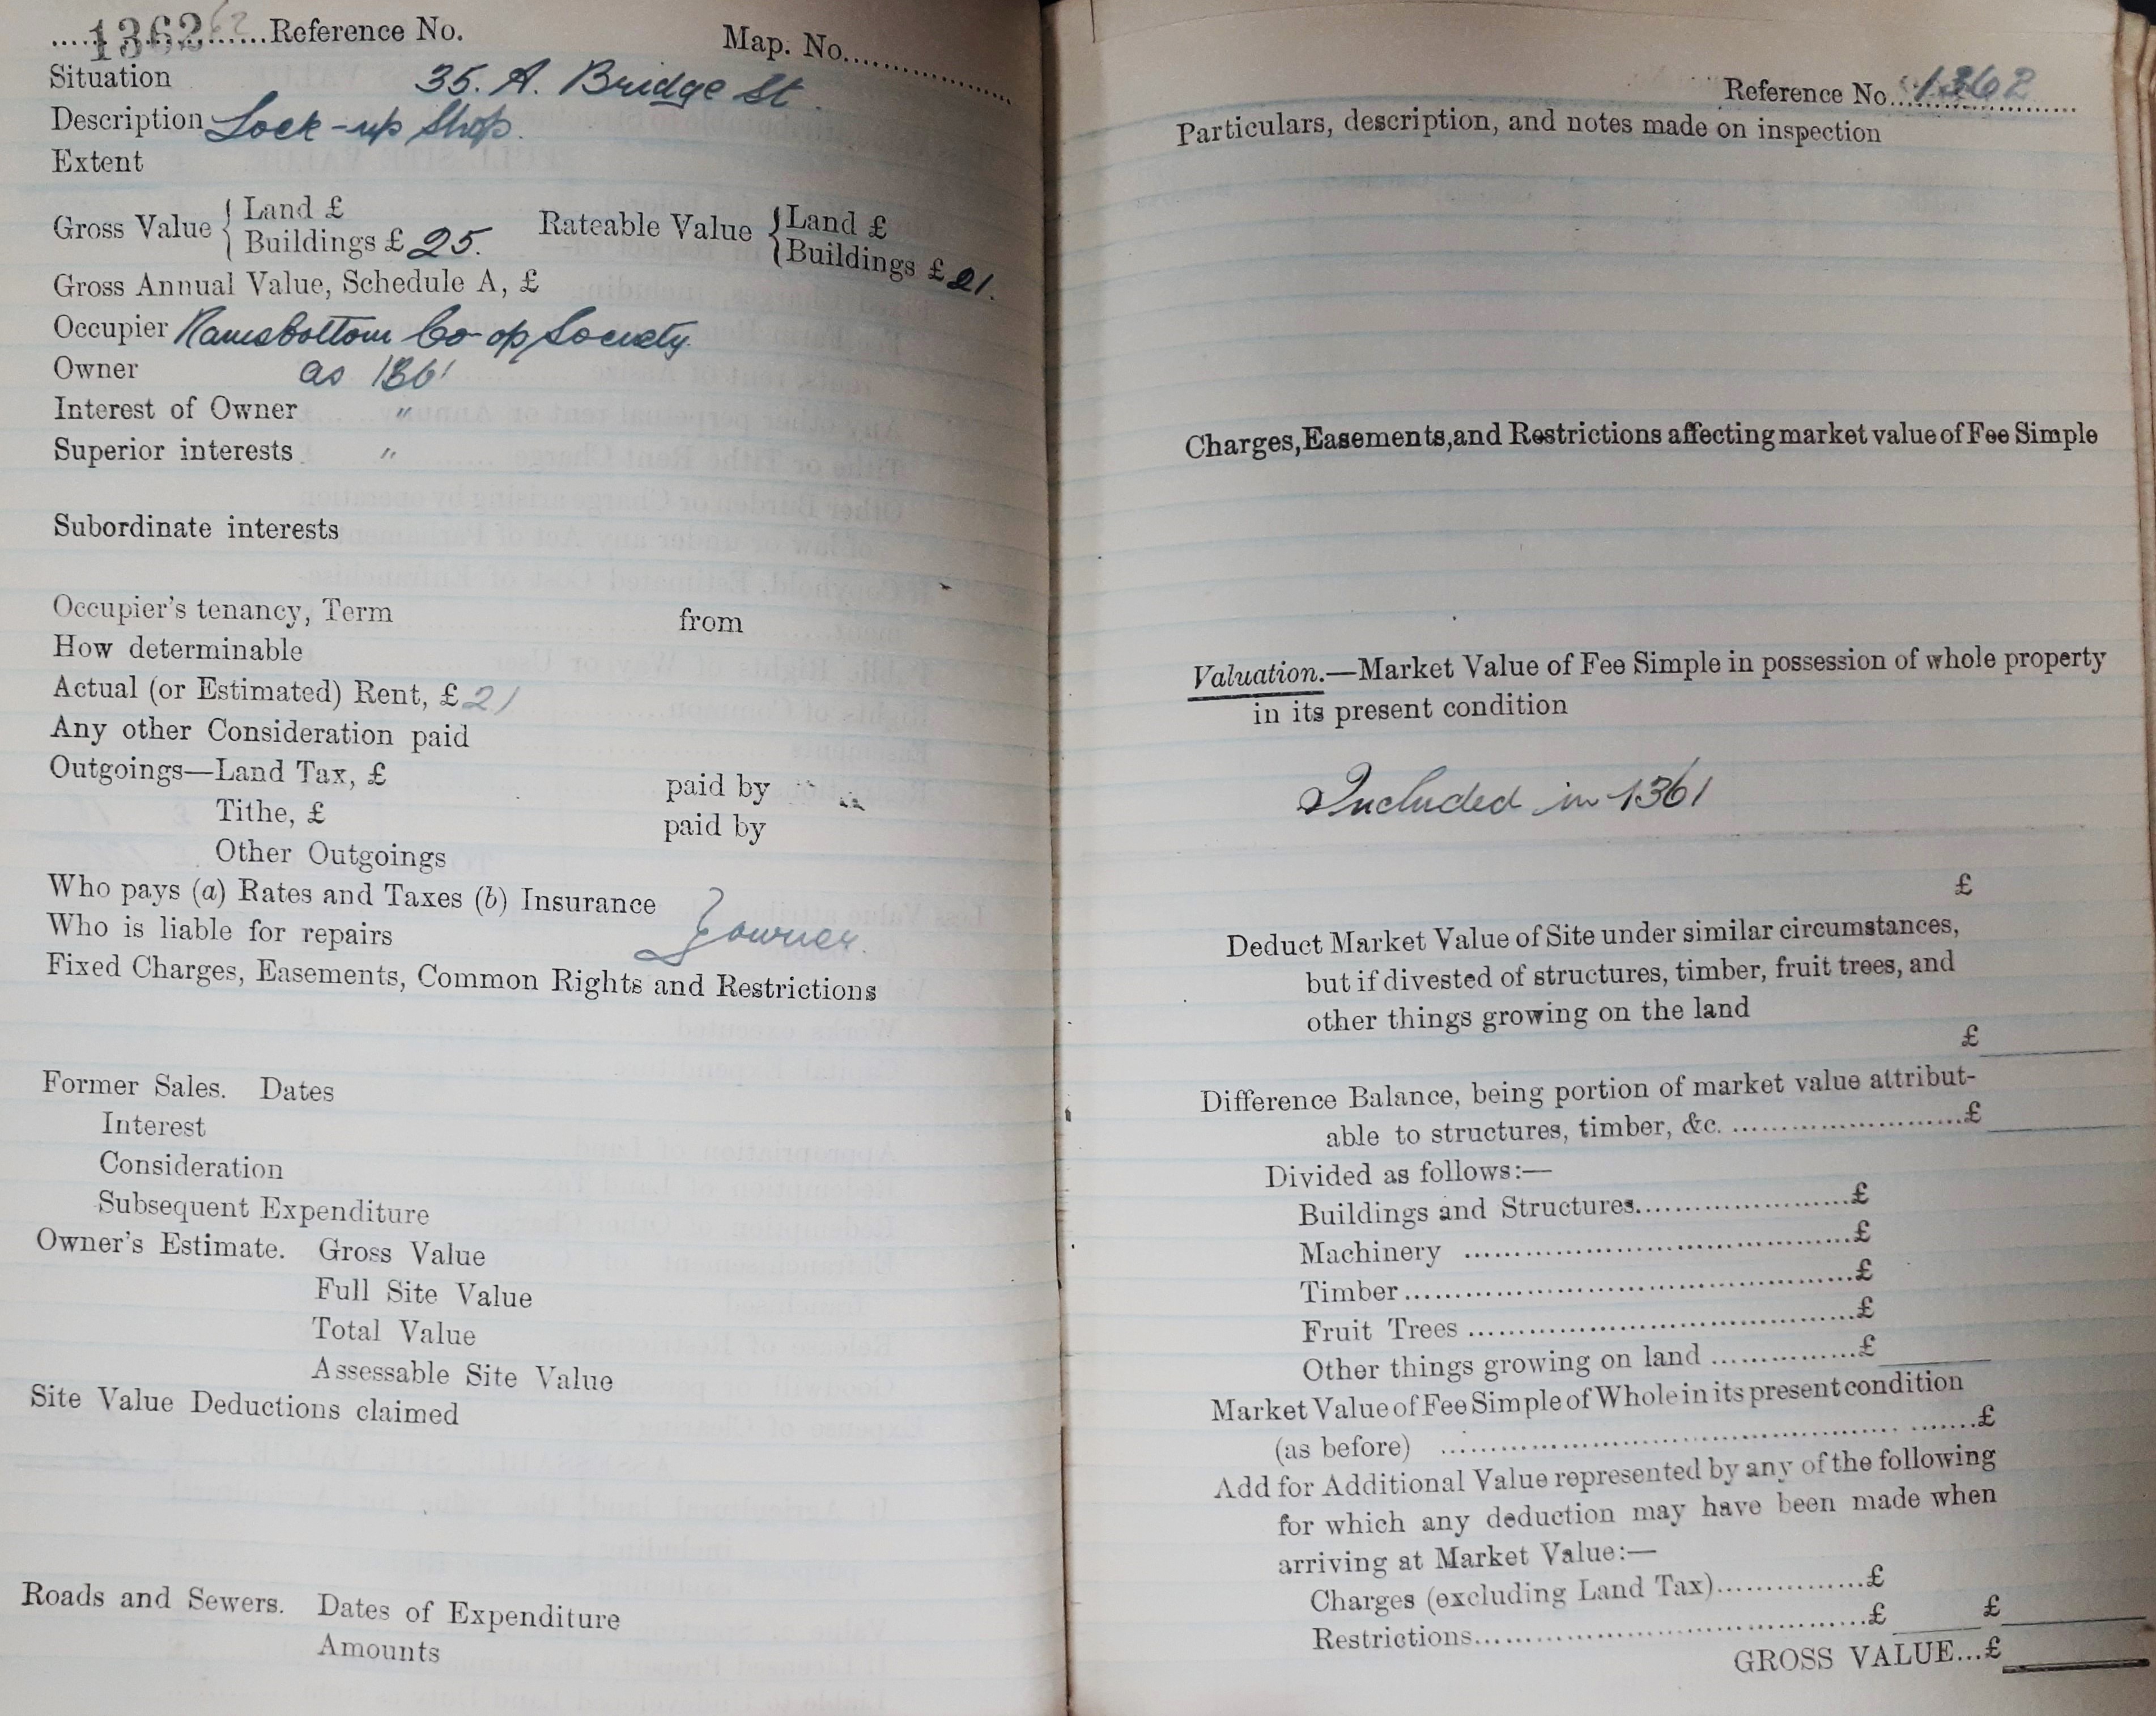 ....1362......Reference No. Map. No...............
Situation 35. A. Bridge St.
Description Lock-up Shop.
Extent
Gross Value { Land £
Buildings £ 25. Rateable Value { Land £
Buildings £ 21.
Gross Annual Value, Schedule A, £
Occupier Ramsbottom Co-op Society.
Owner as 1361
Interest of Owner "
Superior interests "
Subordinate interests
Occupier's tenancy, Term from
How determinable
Actual (or Estimated) Rent, £ 21
Any other Consideration paid
Outgoings—Land Tax, £ paid by
Tithe, £ paid by
Other Outgoings
Who pays (a) Rates and Taxes (b) Insurance
Who is liable for repairs } owner.
Fixed Charges, Easements, Common Rights and Restrictions
Former Sales. Dates
Interest
Consideration
Subsequent Expenditure
Owner's Estimate. Gross Value
Full Site Value
Total Value
Assessable Site Value
Site Value Deductions claimed
Roads and Sewers. Dates of Expenditure
Amounts
Reference No....1362......
Particulars, description, and notes made on inspection
Charges, Easements, and Restrictions affecting market value of Fee Simple
Valuation.—Market Value of Fee Simple in possession of whole property
in its present condition
Included in 1361
£
Deduct Market Value of Site under similar circumstances,
but if divested of structures, timber, fruit trees, and
other things growing on the land
£
Difference Balance, being portion of market value attribut-
able to structures, timber, &c. ........................£
Divided as follows:—
Buildings and Structures......................£
Machinery .......................................£
Timber.............................................£
Fruit Trees .......................................£
Other things growing on land ...............£
Market Value of Fee Simple of Whole in its present condition
(as before) .................................................£
Add for Additional Value represented by any of the following
for which any deduction may have been made when
arriving at Market Value:—
Charges (excluding Land Tax)...............£
Restrictions.......................................£ £
GROSS VALUE...£